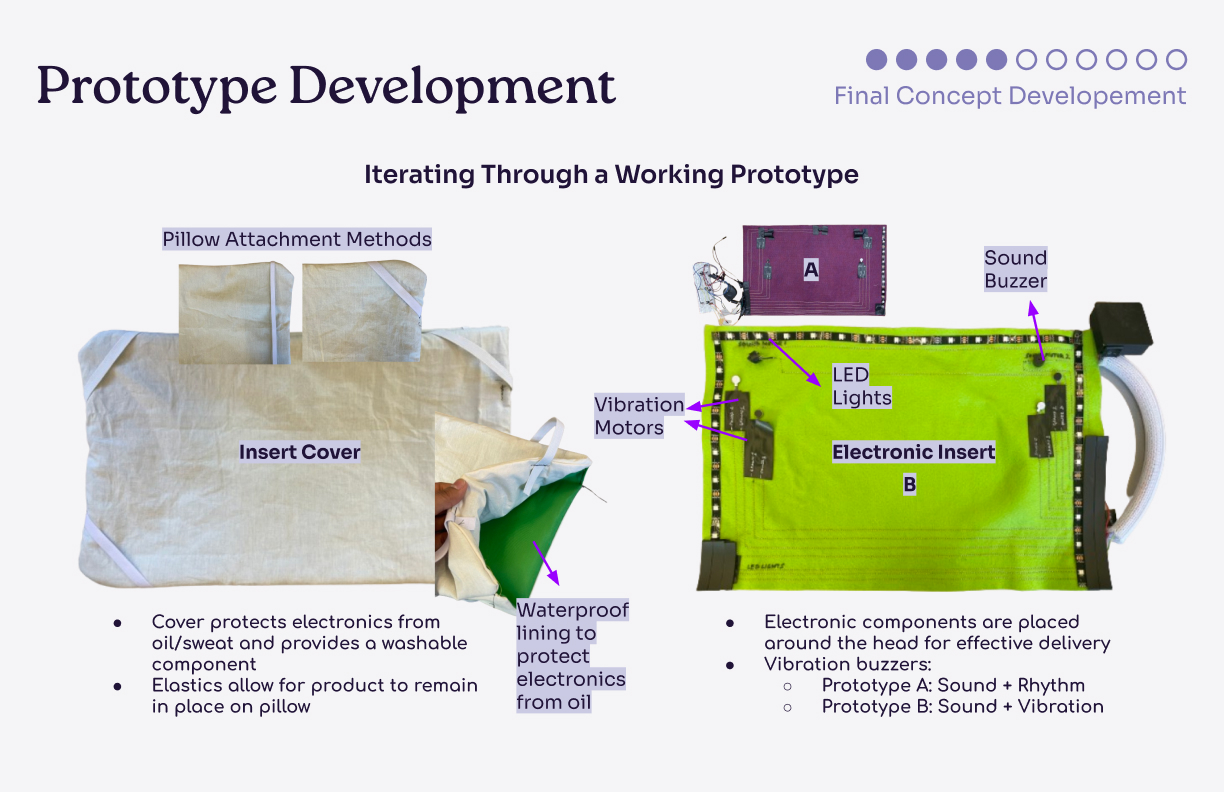 Prototype Development
Final Concept Developement
Iterating Through a Working Prototype
Pillow Attachment Methods
Insert Cover
Waterproof
lining to
protect
electronics
from oil
● Cover protects electronics from
oil/sweat and provides a washable
component
● Elastics allow for product to remain
in place on pillow
A
Sound
Buzzer
LED
Lights
Vibration
Motors
Electronic Insert
B
LED LIGHTS
● Electronic components are placed
around the head for effective delivery
● Vibration buzzers:
○ Prototype A: Sound + Rhythm
○ Prototype B: Sound + Vibration